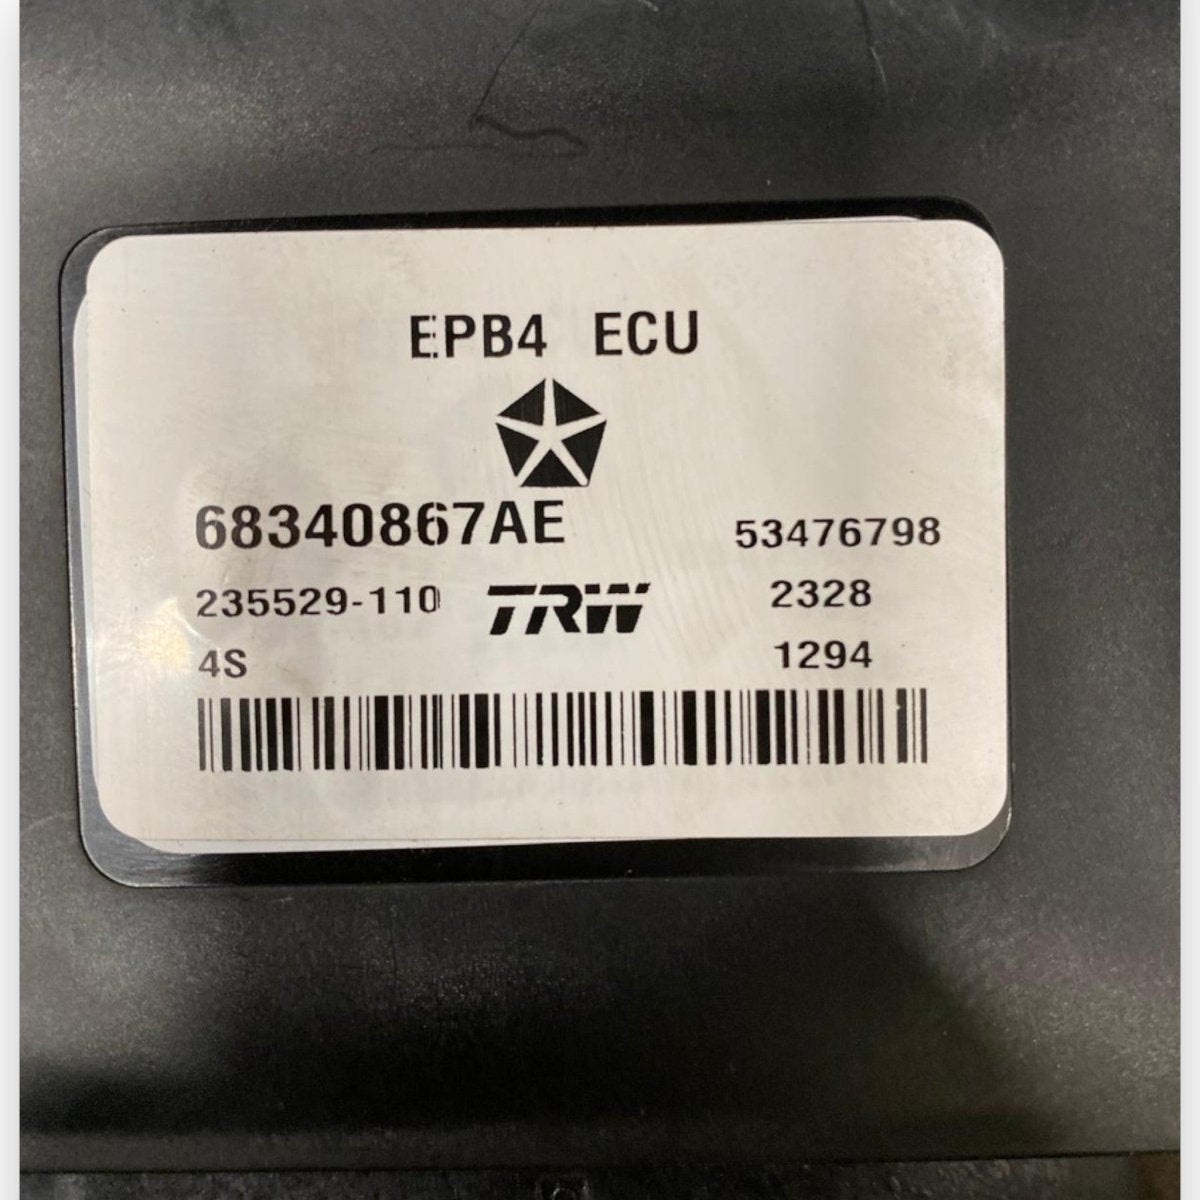 EPB4 ECU
68340867AE 53476798
235529-110 TRW 2328
4S 1294